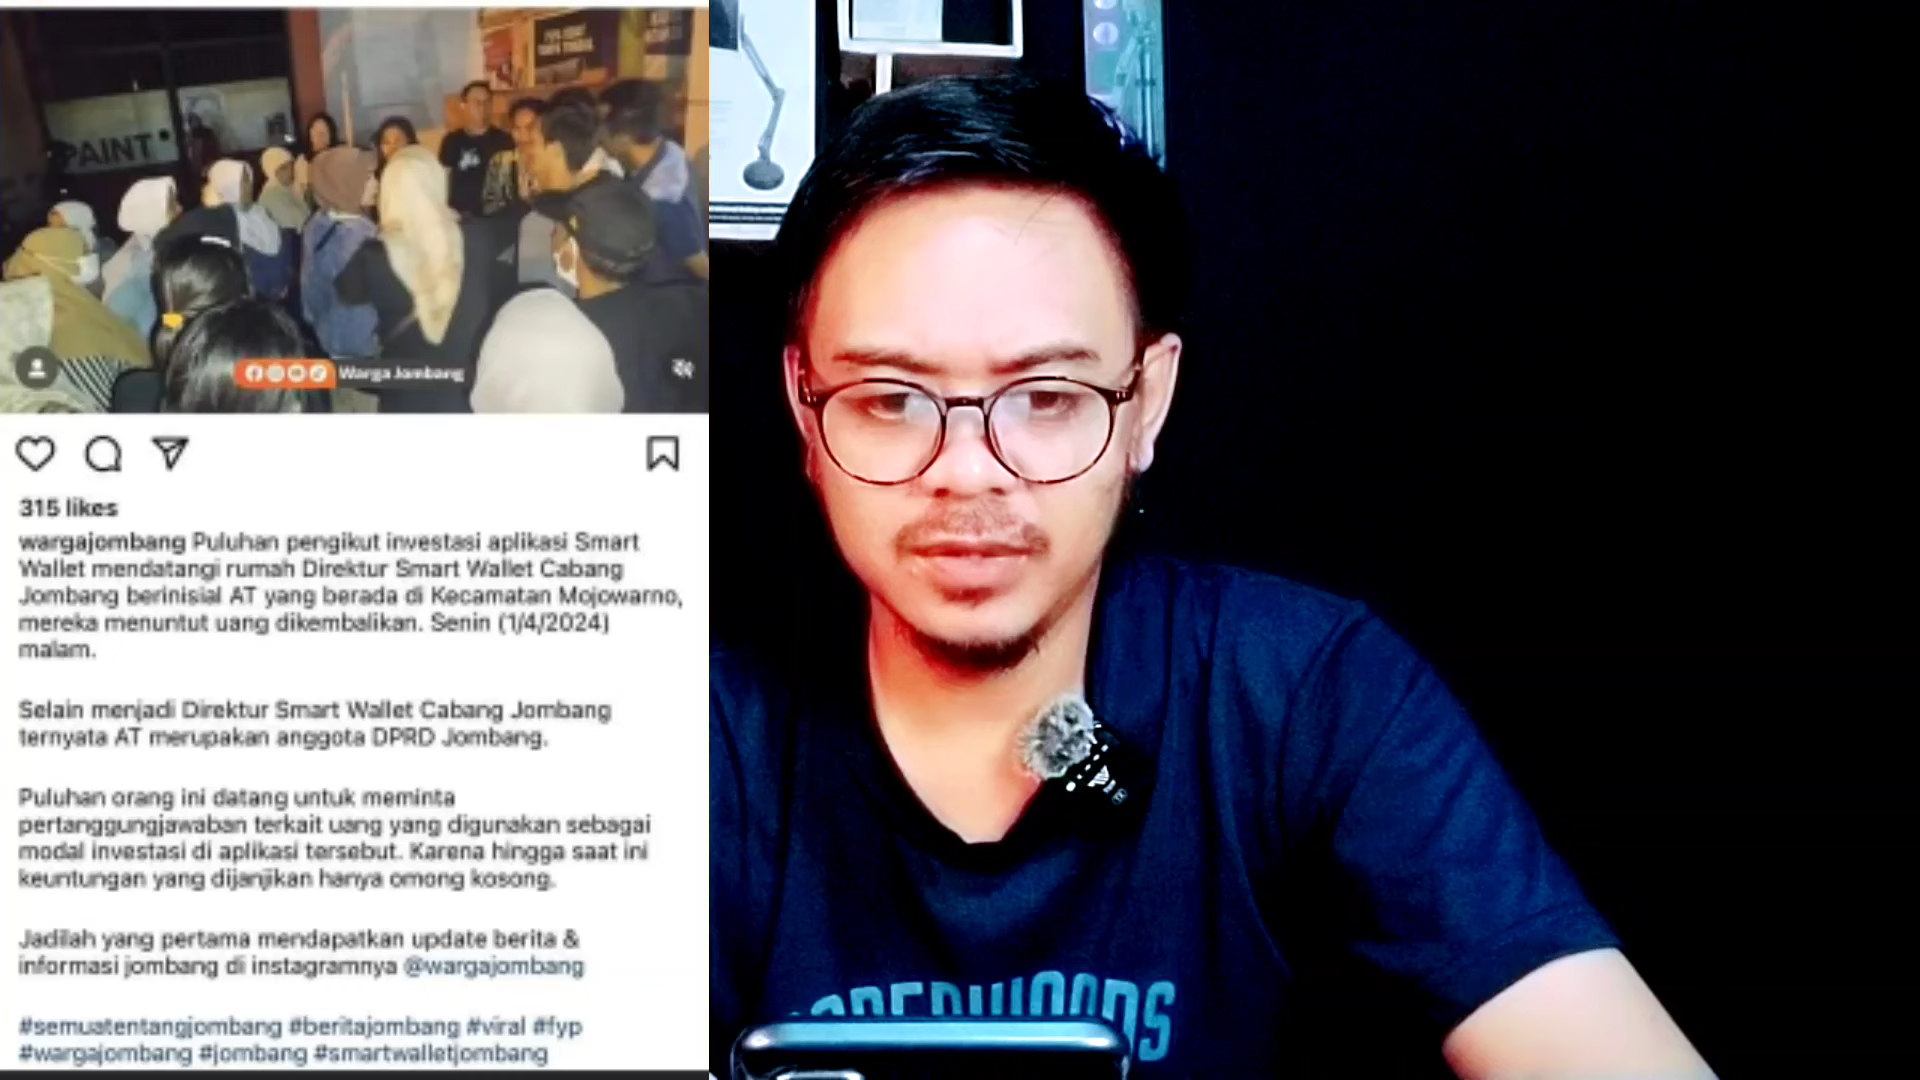 PAINT
Warga Jombang
315 likes
wargajombang Puluhan pengikut investasi aplikasi Smart
Wallet mendatangi rumah Direktur Smart Wallet Cabang
Jombang berinisial AT yang berada di Kecamatan Mojowarno,
mereka menuntut uang dikembalikan. Senin (1/4/2024)
malam.
Selain menjadi Direktur Smart Wallet Cabang Jombang
ternyata AT merupakan anggota DPRD Jombang.
Puluhan orang ini datang untuk meminta
pertanggungjawaban terkait uang yang digunakan sebagai
modal investasi di aplikasi tersebut. Karena hingga saat ini
keuntungan yang dijanjikan hanya omong kosong.
Jadilah yang pertama mendapatkan update berita &
informasi jombang di instagramnya @wargajombang
#semuatentangjombang #beritajombang #viral #fyp
#wargajombang #jombang #smartwalletjombang